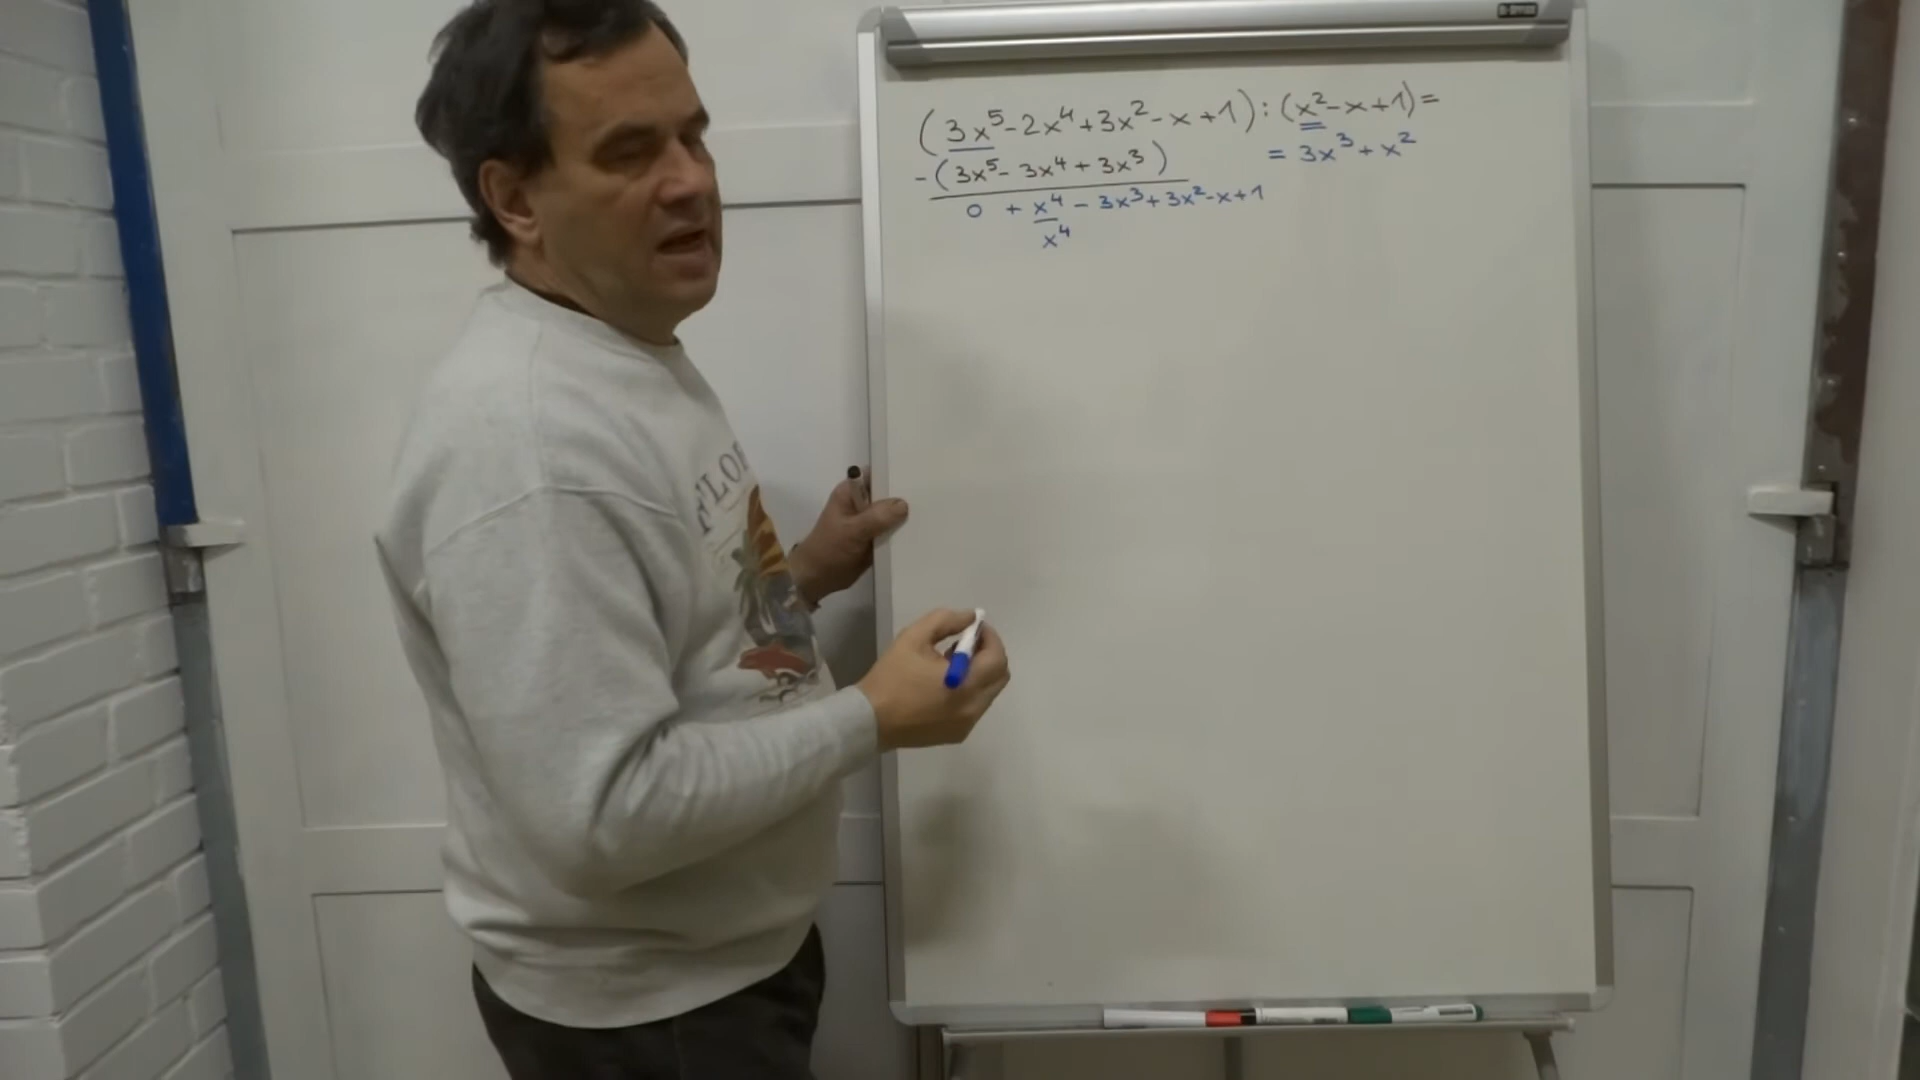 (3x⁵-2x⁴+3x²-x+1):(x²-x+1)=
-(3x⁵-3x⁴+3x³)
= 3x³+x²
0 + x⁴ - 3x³+3x²-x+1
x⁴